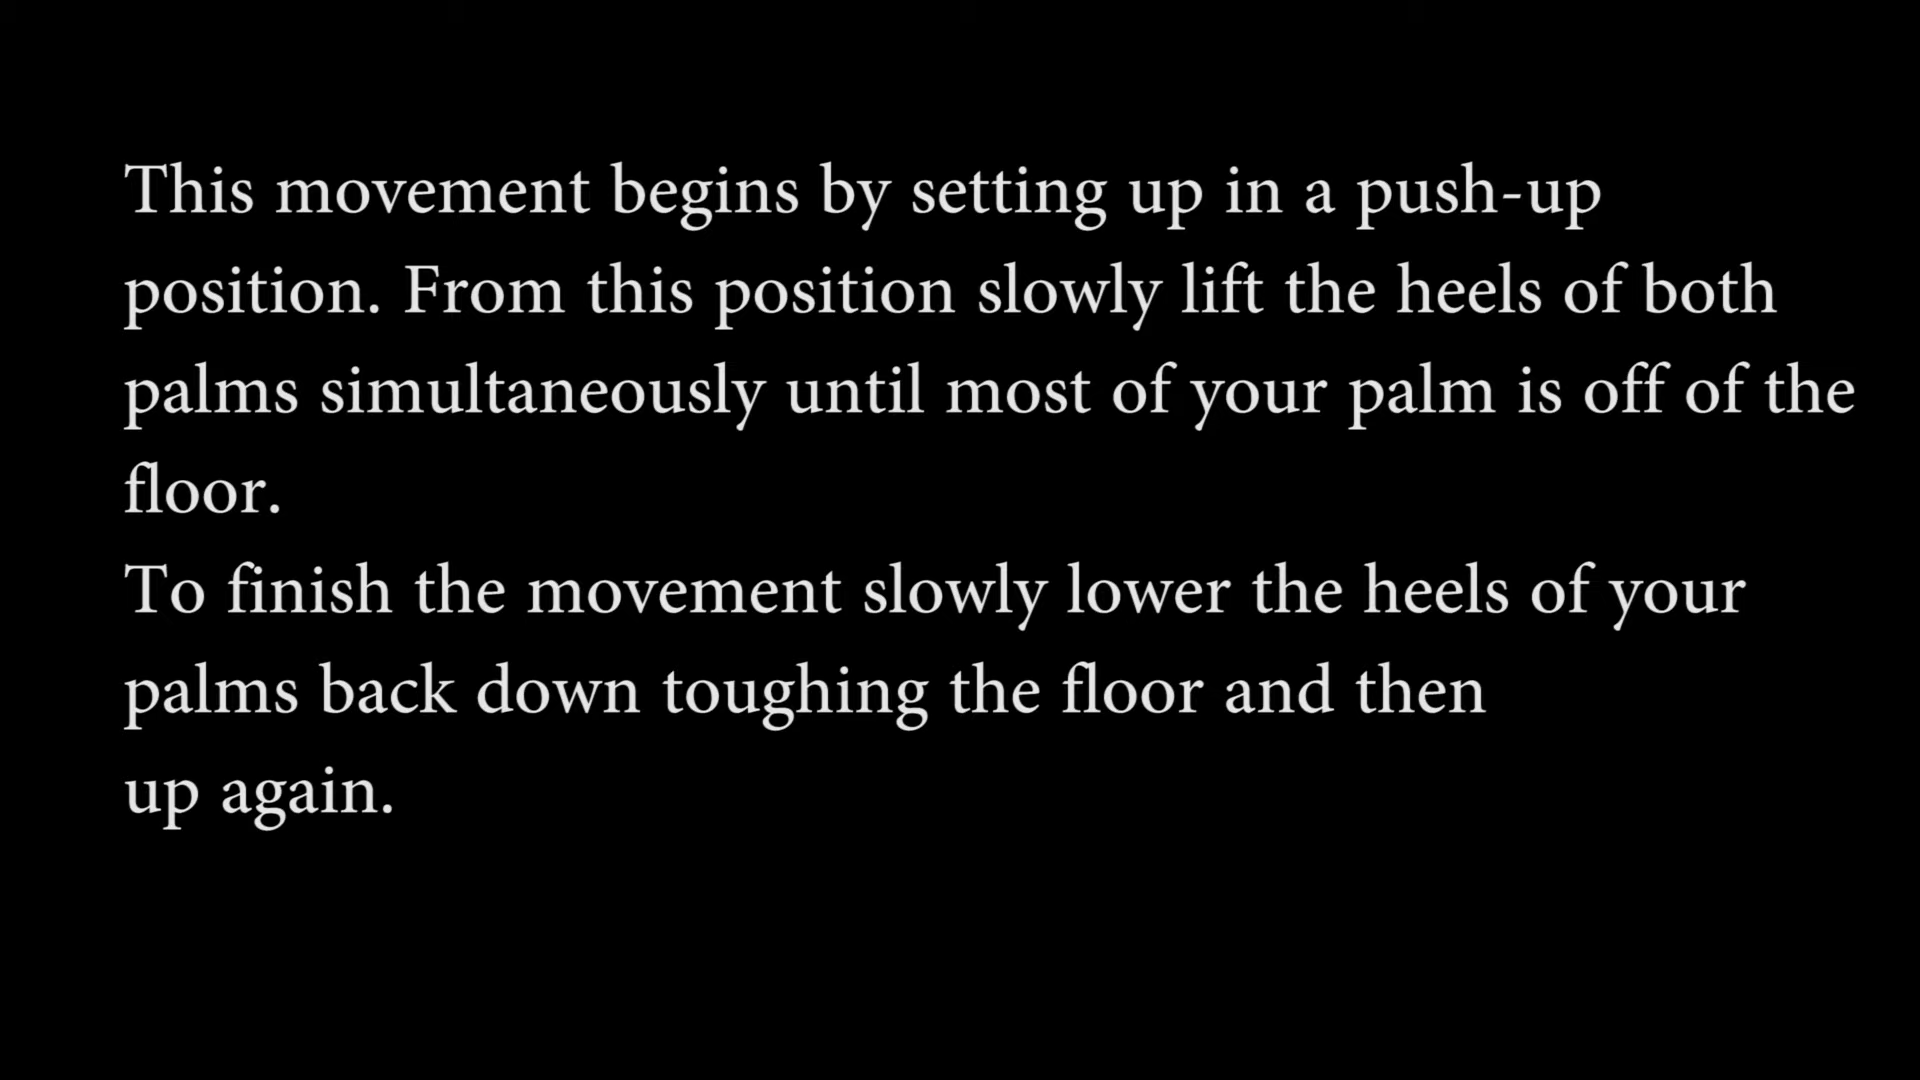 This movement begins by setting up in a push-up
position. From this position slowly lift the heels of both
palms simultaneously until most of your palm is off of the
floor.
To finish the movement slowly lower the heels of your
palms back down toughing the floor and then
up again.